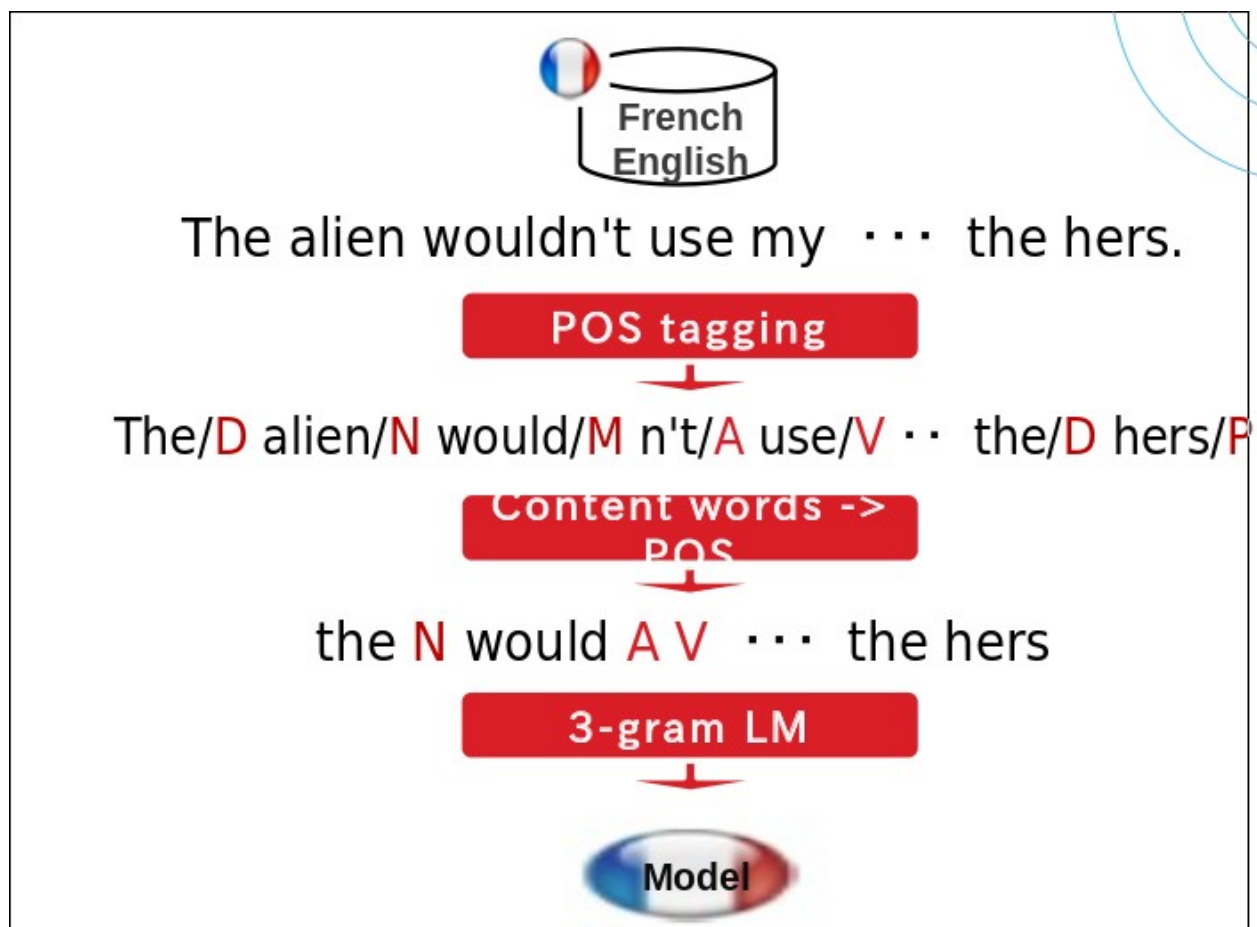 French
English
The alien wouldn't use my ··· the hers.
POS tagging
The/D alien/N would/M n't/A use/V ·· the/D hers/P
Content words ->
POS
the N would A V ··· the hers
3-gram LM
Model